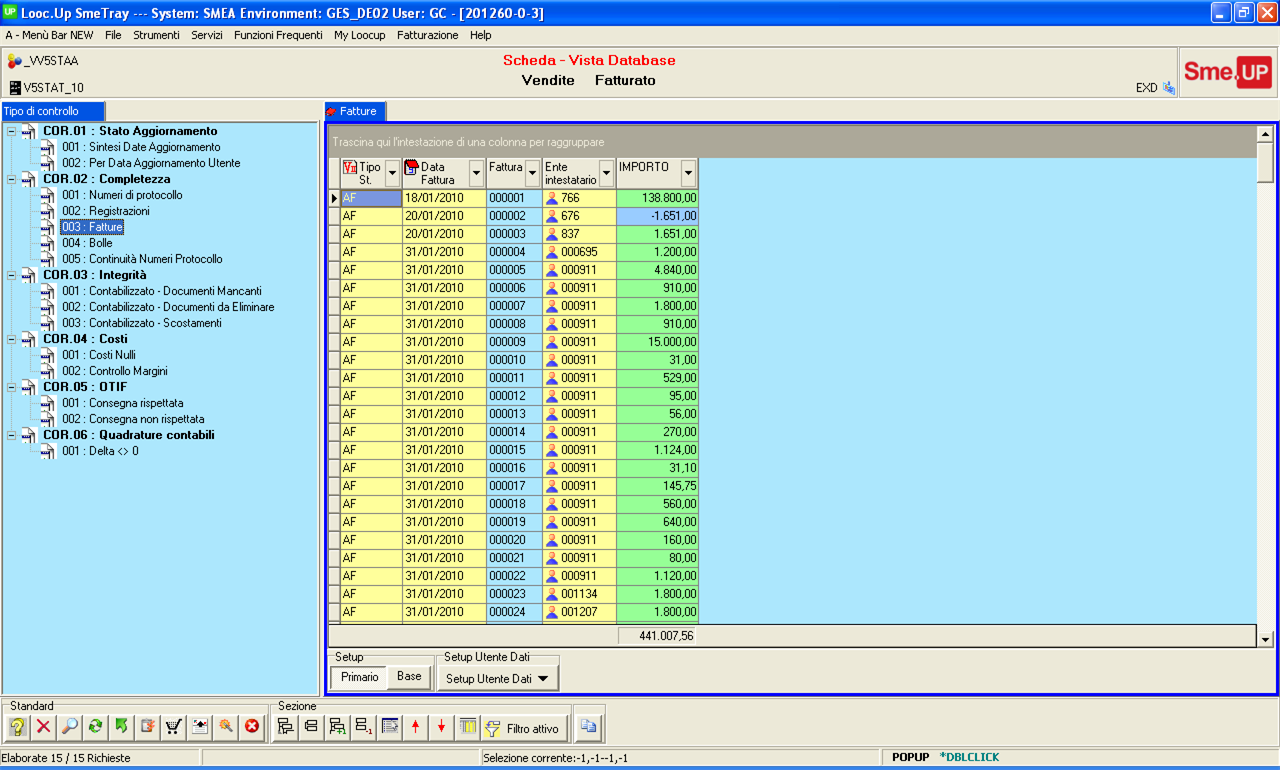 UP Looc.Up SmeTray --- System: SMEA Environment: GES_DE02 User: GC - [201260-0-3]
A - Menù Bar NEW File Strumenti Servizi Funzioni Frequenti My Loocup Fatturazione Help
_VV5STAA
Scheda - Vista Database
Vendite Fatturato
V5STAT_10
EXD
Sme.UP
Tipo di controllo
COR.01 : Stato Aggiornamento
001 : Sintesi Date Aggiornamento
002 : Per Data Aggiornamento Utente
COR.02 : Completezza
001 : Numeri di protocollo
002 : Registrazioni
003 : Fatture
004 : Bolle
005 : Continuità Numeri Protocollo
COR.03 : Integrità
001 : Contabilizzato - Documenti Mancanti
002 : Contabilizzato - Documenti da Eliminare
003 : Contabilizzato - Scostamenti
COR.04 : Costi
001 : Costi Nulli
002 : Controllo Margini
COR.05 : OTIF
001 : Consegna rispettata
002 : Consegna non rispettata
COR.06 : Quadrature contabili
001 : Delta <> 0
Fatture
Trascina qui l'intestazione di una colonna per raggruppare
Tipo St. Data Fattura Fattura Ente intestatario IMPORTO
AF 18/01/2010 000001 766 138.800,00
AF 20/01/2010 000002 676 -1.651,00
AF 20/01/2010 000003 837 1.651,00
AF 31/01/2010 000004 000695 1.200,00
AF 31/01/2010 000005 000911 4.840,00
AF 31/01/2010 000006 000911 910,00
AF 31/01/2010 000007 000911 1.800,00
AF 31/01/2010 000008 000911 910,00
AF 31/01/2010 000009 000911 15.000,00
AF 31/01/2010 000010 000911 31,00
AF 31/01/2010 000011 000911 529,00
AF 31/01/2010 000012 000911 95,00
AF 31/01/2010 000013 000911 56,00
AF 31/01/2010 000014 000911 270,00
AF 31/01/2010 000015 000911 1.124,00
AF 31/01/2010 000016 000911 31,10
AF 31/01/2010 000017 000911 145,75
AF 31/01/2010 000018 000911 560,00
AF 31/01/2010 000019 000911 640,00
AF 31/01/2010 000020 000911 160,00
AF 31/01/2010 000021 000911 80,00
AF 31/01/2010 000022 000911 1.120,00
AF 31/01/2010 000023 001134 1.800,00
AF 31/01/2010 000024 001207 1.800,00
441.007,56
Setup Setup Utente Dati
Primario Base Setup Utente Dati
Standard Sezione
Filtro attivo
Elaborate 15 / 15 Richieste Selezione corrente:-1,-1--1,-1 POPUP *DBLCLICK